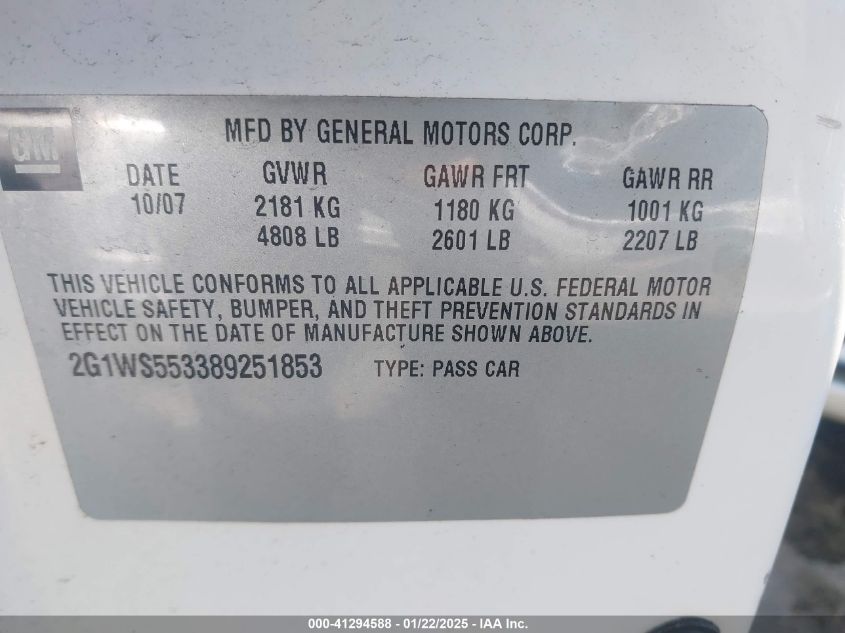 GM
MFD BY GENERAL MOTORS CORP.
DATE GVWR GAWR FRT GAWR RR
10/07 2181 KG 1180 KG 1001 KG
4808 LB 2601 LB 2207 LB
THIS VEHICLE CONFORMS TO ALL APPLICABLE U.S. FEDERAL MOTOR
VEHICLE SAFETY, BUMPER, AND THEFT PREVENTION STANDARDS IN
EFFECT ON THE DATE OF MANUFACTURE SHOWN ABOVE.
2G1WS553389251853 TYPE: PASS CAR
000-41294588 - 01/22/2025 - IAA Inc.